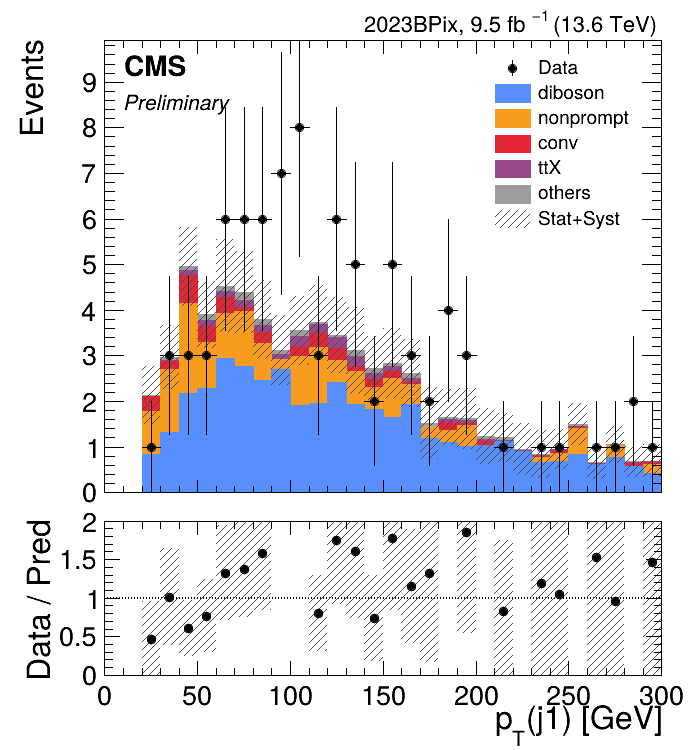 2023BPix, 9.5 fb⁻¹ (13.6 TeV)
CMS
Preliminary
Events
Data
diboson
nonprompt
conv
ttX
others
Stat+Syst
9
8
7
6
5
4
3
2
1
0
Data / Pred
2
1.5
1
0.5
0
0 50 100 150 200 250 300
p_T(j1) [GeV]